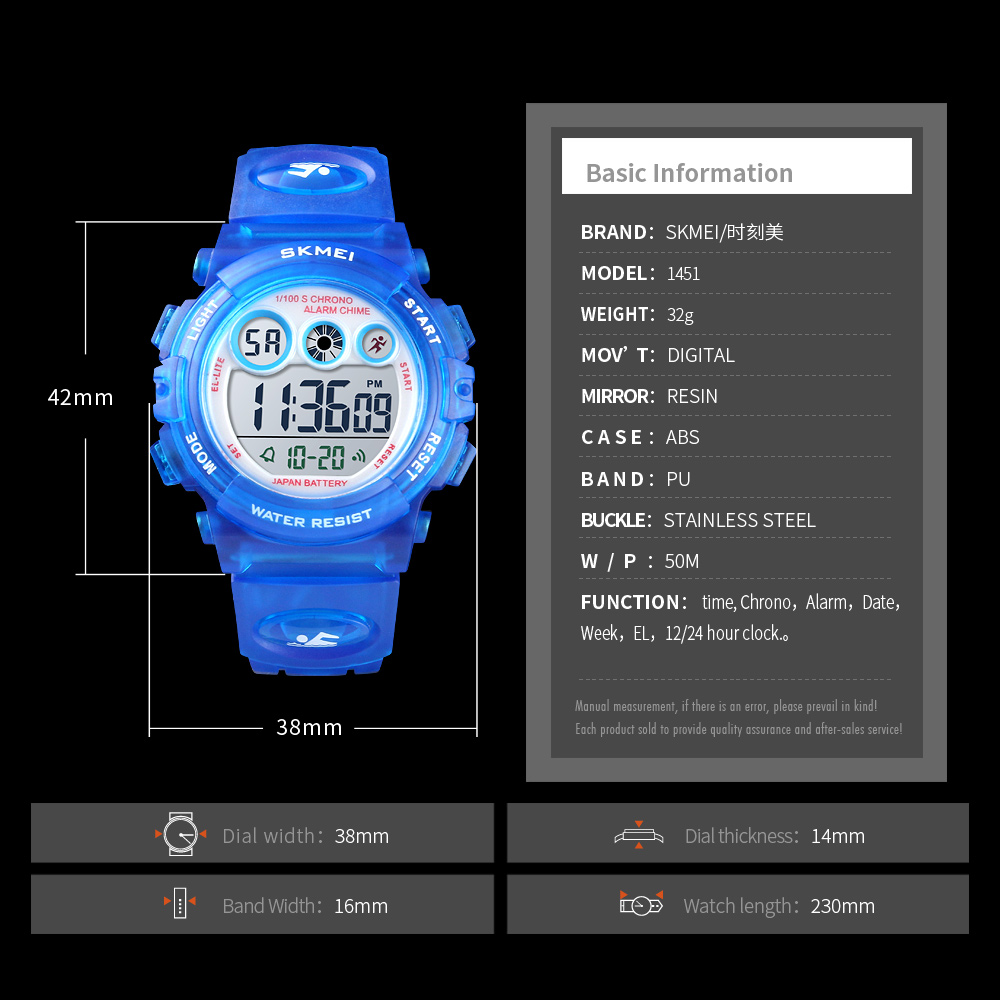 SKMEI
1/100 S CHRONO
ALARM CHIME
LIGHT
START
SA
EL-LITE
START
PM
11:36 09
MODE
SET
10-20
RESET
RESET
JAPAN BATTERY
WATER RESIST
42mm
38mm
Basic Information
BRAND： SKMEI/时刻美
MODEL： 1451
WEIGHT： 32g
MOV’ T： DIGITAL
MIRROR： RESIN
CASE： ABS
BAND： PU
BUCKLE： STAINLESS STEEL
W / P ： 50M
FUNCTION： time, Chrono，Alarm，Date，
Week，EL，12/24 hour clock.。
Manual measurement, if there is an error, please prevail in kind!
Each product sold to provide quality assurance and after-sales service!
Dial width： 38mm
Dial thickness： 14mm
Band Width： 16mm
Watch length： 230mm